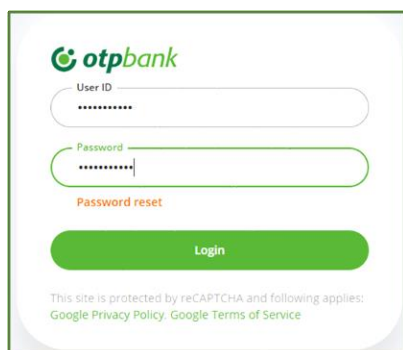 otpbank
User ID
•••••••••••
Password
•••••••••••
Password reset
Login
This site is protected by reCAPTCHA and following applies:
Google Privacy Policy. Google Terms of Service